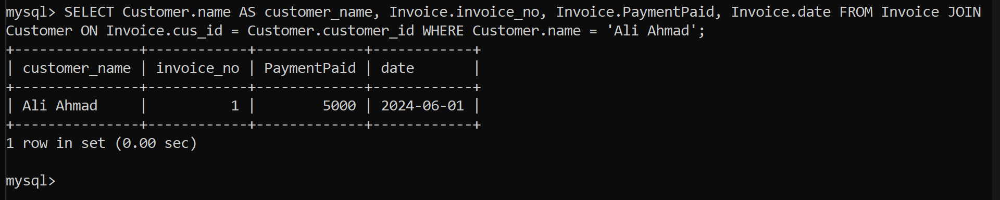 mysql> SELECT Customer.name AS customer_name, Invoice.invoice_no, Invoice.PaymentPaid, Invoice.date FROM Invoice JOIN
Customer ON Invoice.cus_id = Customer.customer_id WHERE Customer.name = 'Ali Ahmad';
+---------------+------------+-------------+------------+
| customer_name | invoice_no | PaymentPaid | date       |
+---------------+------------+-------------+------------+
| Ali Ahmad     |          1 |        5000 | 2024-06-01 |
+---------------+------------+-------------+------------+
1 row in set (0.00 sec)

mysql>